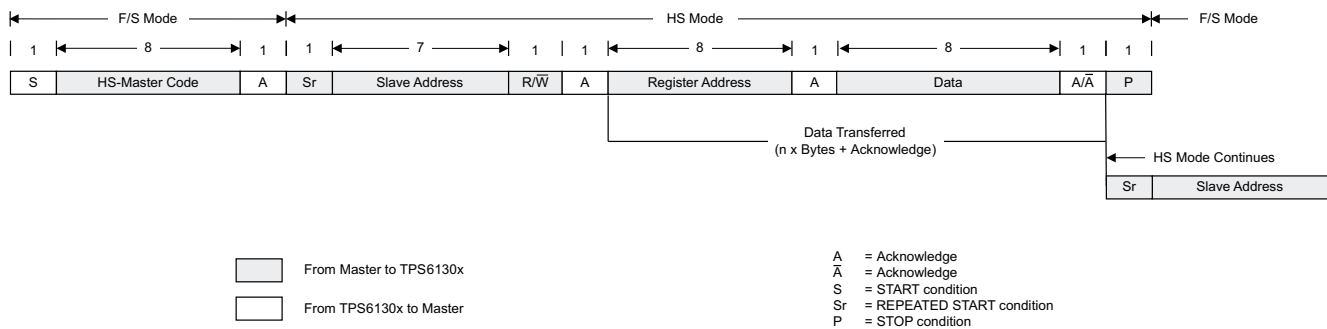 F/S Mode HS Mode F/S Mode
1 8 1 1 7 1 1 8 1 8 1 1
S HS-Master Code A Sr Slave Address R/W̅ A Register Address A Data A/A̅ P
Data Transferred
(n x Bytes + Acknowledge)
HS Mode Continues
Sr Slave Address
From Master to TPS6130x
From TPS6130x to Master
A = Acknowledge
A̅ = Acknowledge
S = START condition
Sr = REPEATED START condition
P = STOP condition